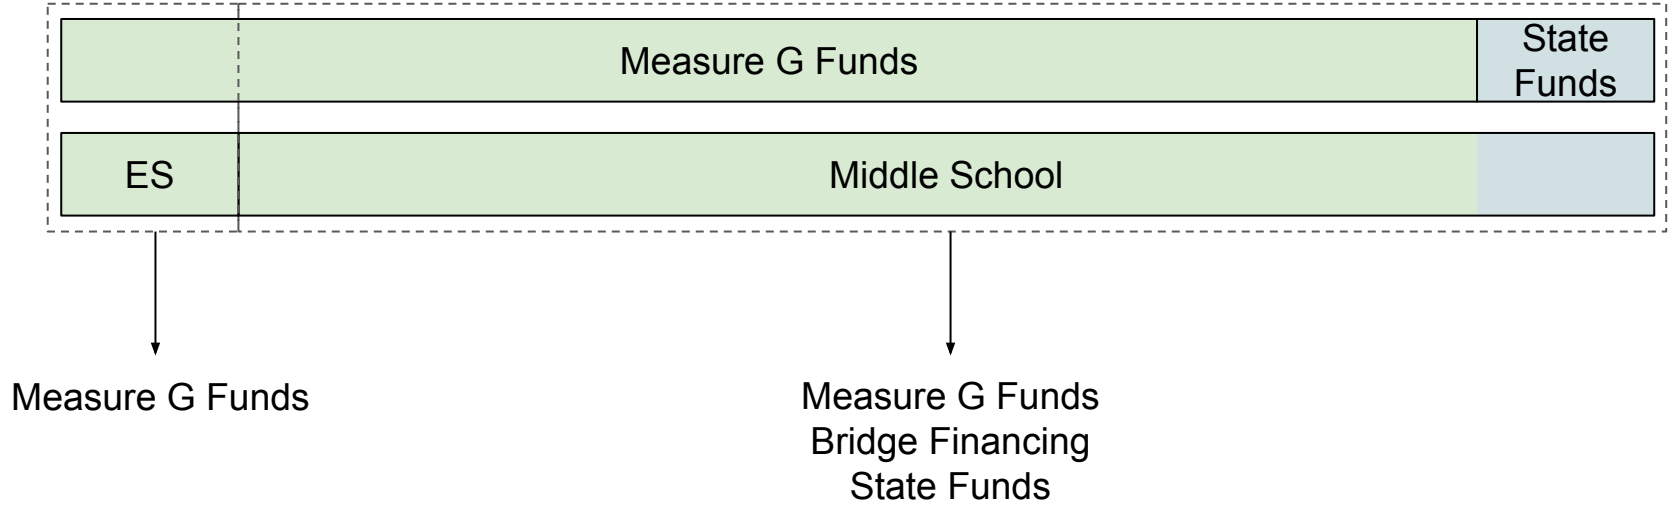 Measure G Funds
State
Funds
ES
Middle School
Measure G Funds
Measure G Funds
Bridge Financing
State Funds